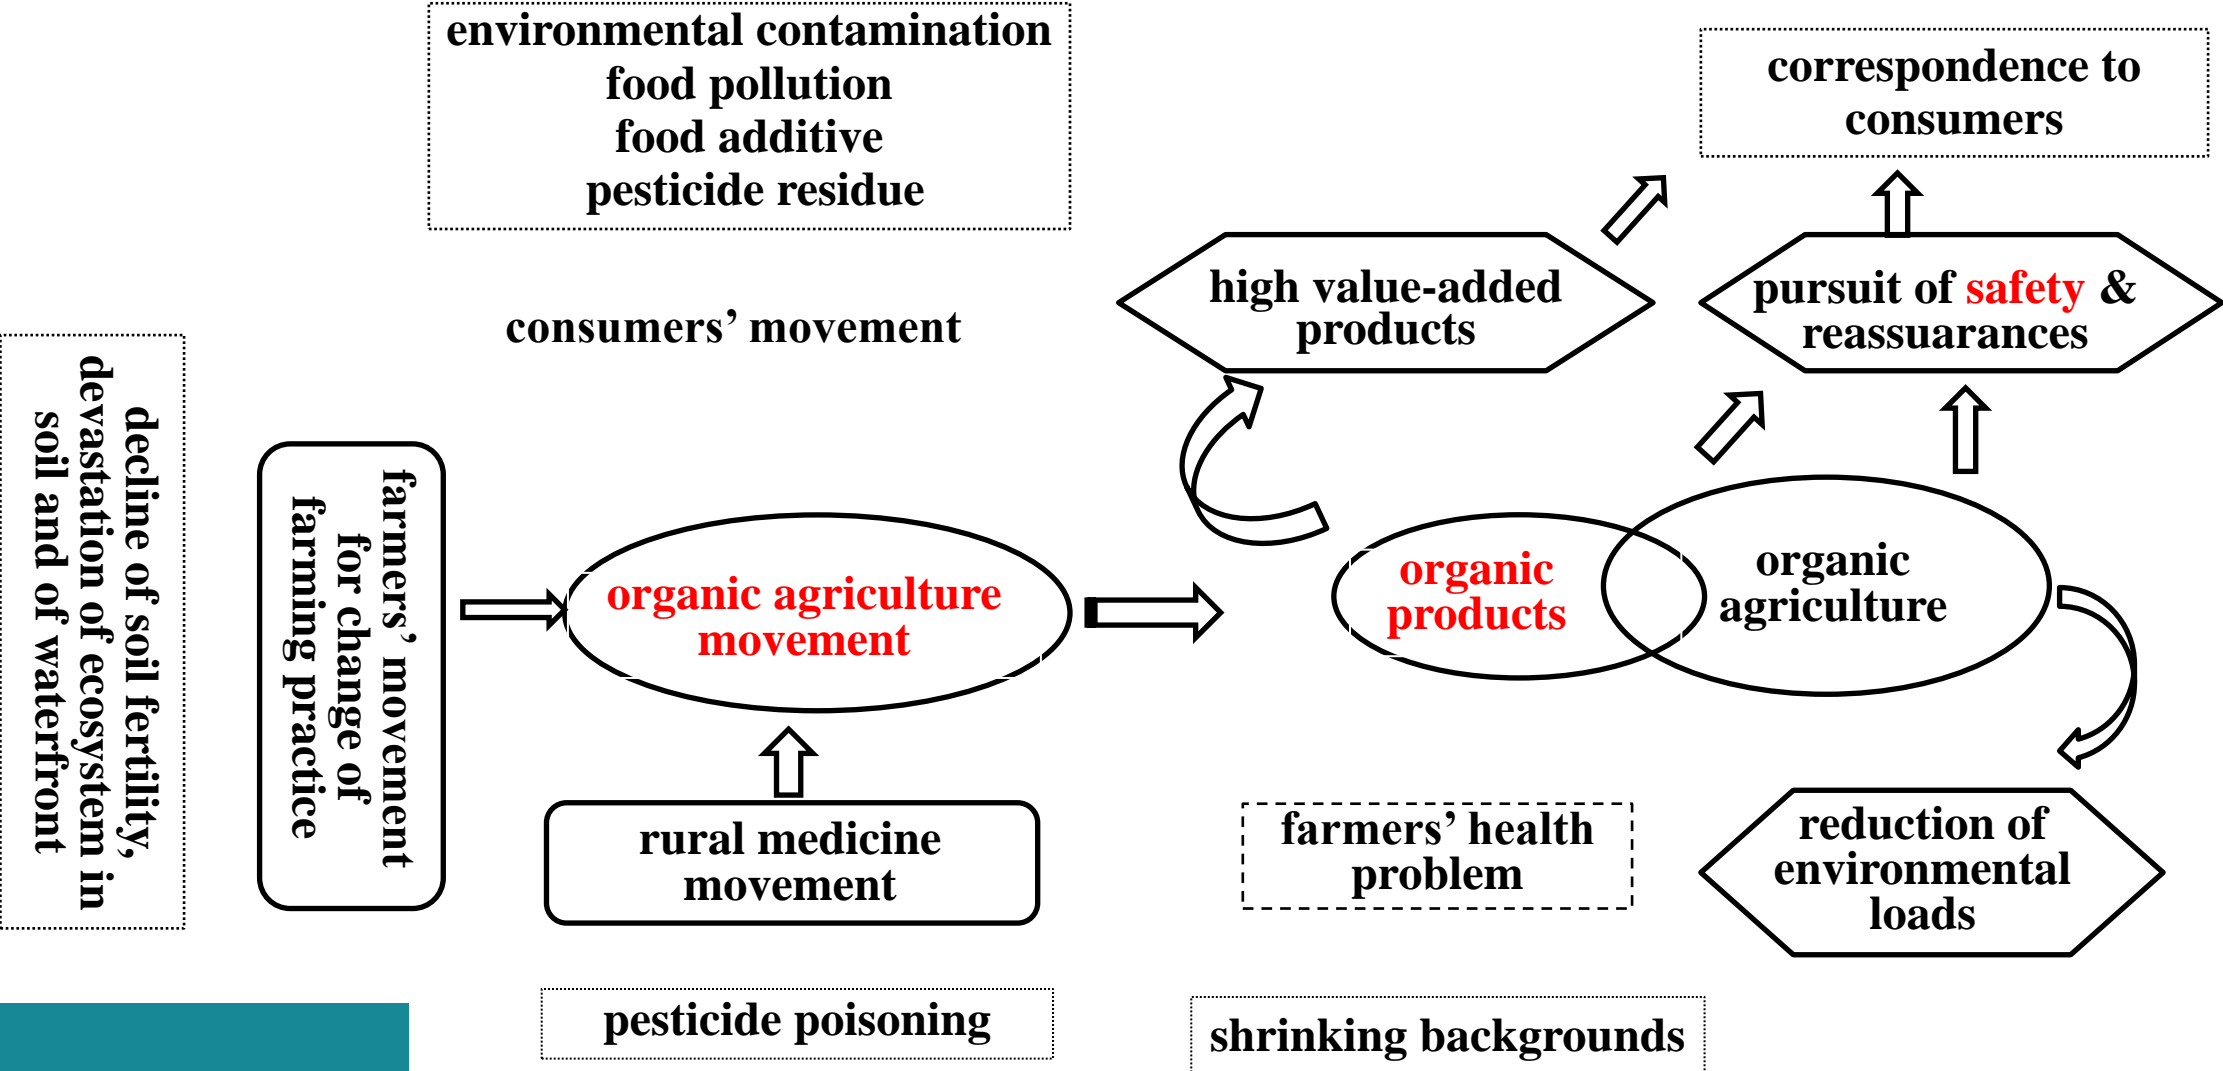 environmental contamination
food pollution
food additive
pesticide residue
correspondence to
consumers
high value-added
products
pursuit of safety &
reassuarances
consumers’ movement
decline of soil fertility,
devastation of ecosystem in
soil and of waterfront
farmers’ movement
for change of
farming practice
organic agriculture
movement
organic
products
organic
agriculture
rural medicine
movement
farmers’ health
problem
reduction of
environmental
loads
pesticide poisoning
shrinking backgrounds